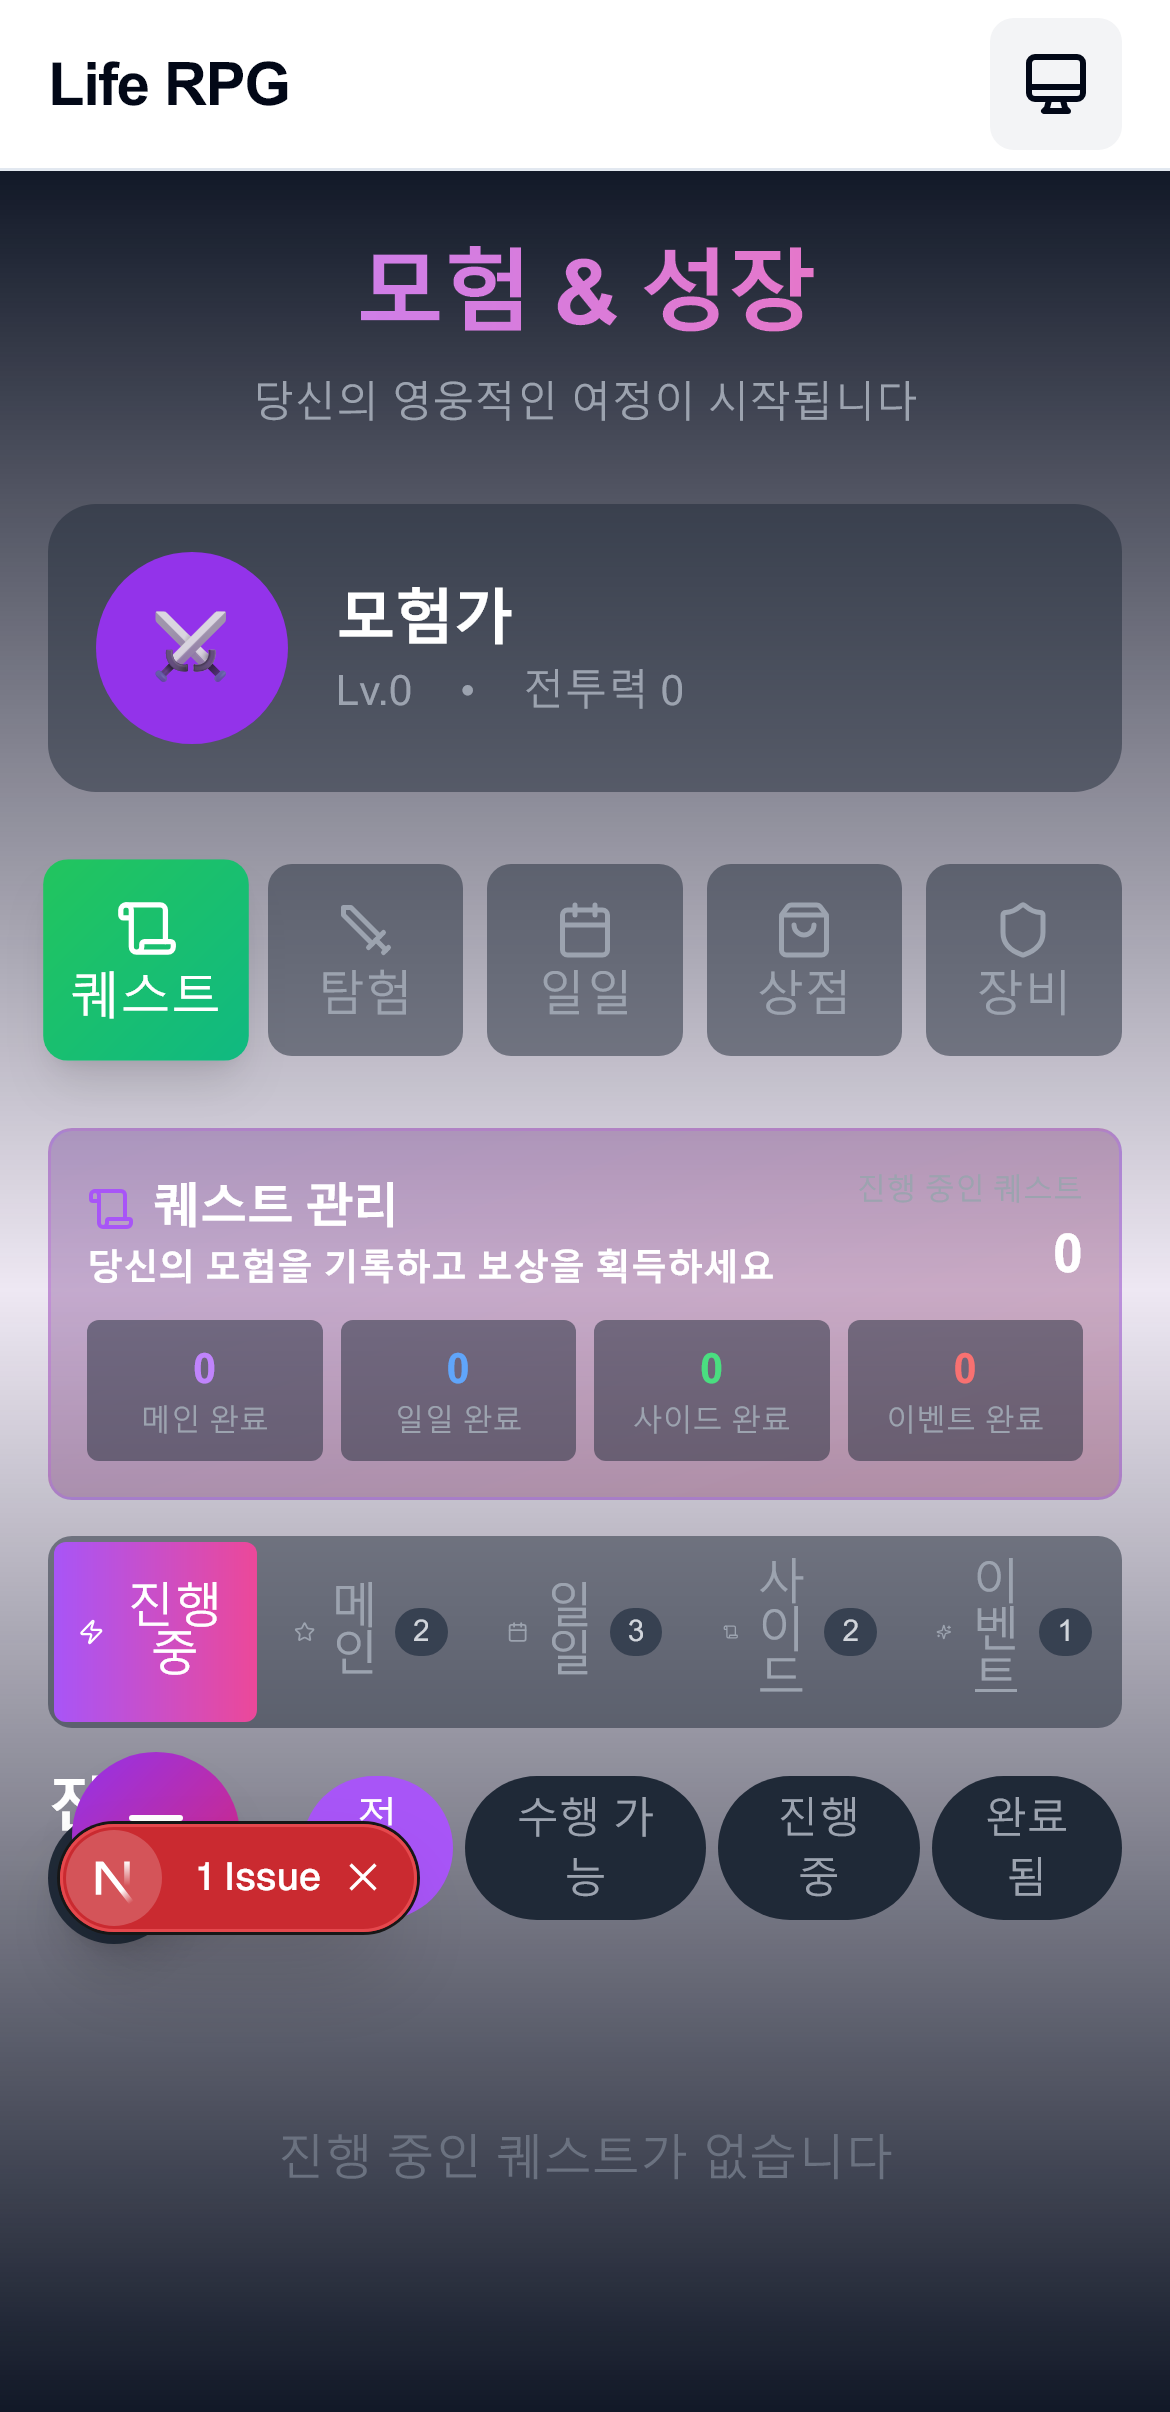 Life RPG
모험 & 성장
당신의 영웅적인 여정이 시작됩니다
모험가
Lv.0 • 전투력 0
퀘스트
탐험
일일
상점
장비
퀘스트 관리
진행 중인 퀘스트
당신의 모험을 기록하고 보상을 획득하세요
0
0
메인 완료
0
일일 완료
0
사이드 완료
0
이벤트 완료
진행
중
메
인
2
일
일
3
사
이
드
2
이
벤
트
1
수행 가
능
진행
중
완료
됨
N
1 Issue
진행 중인 퀘스트가 없습니다